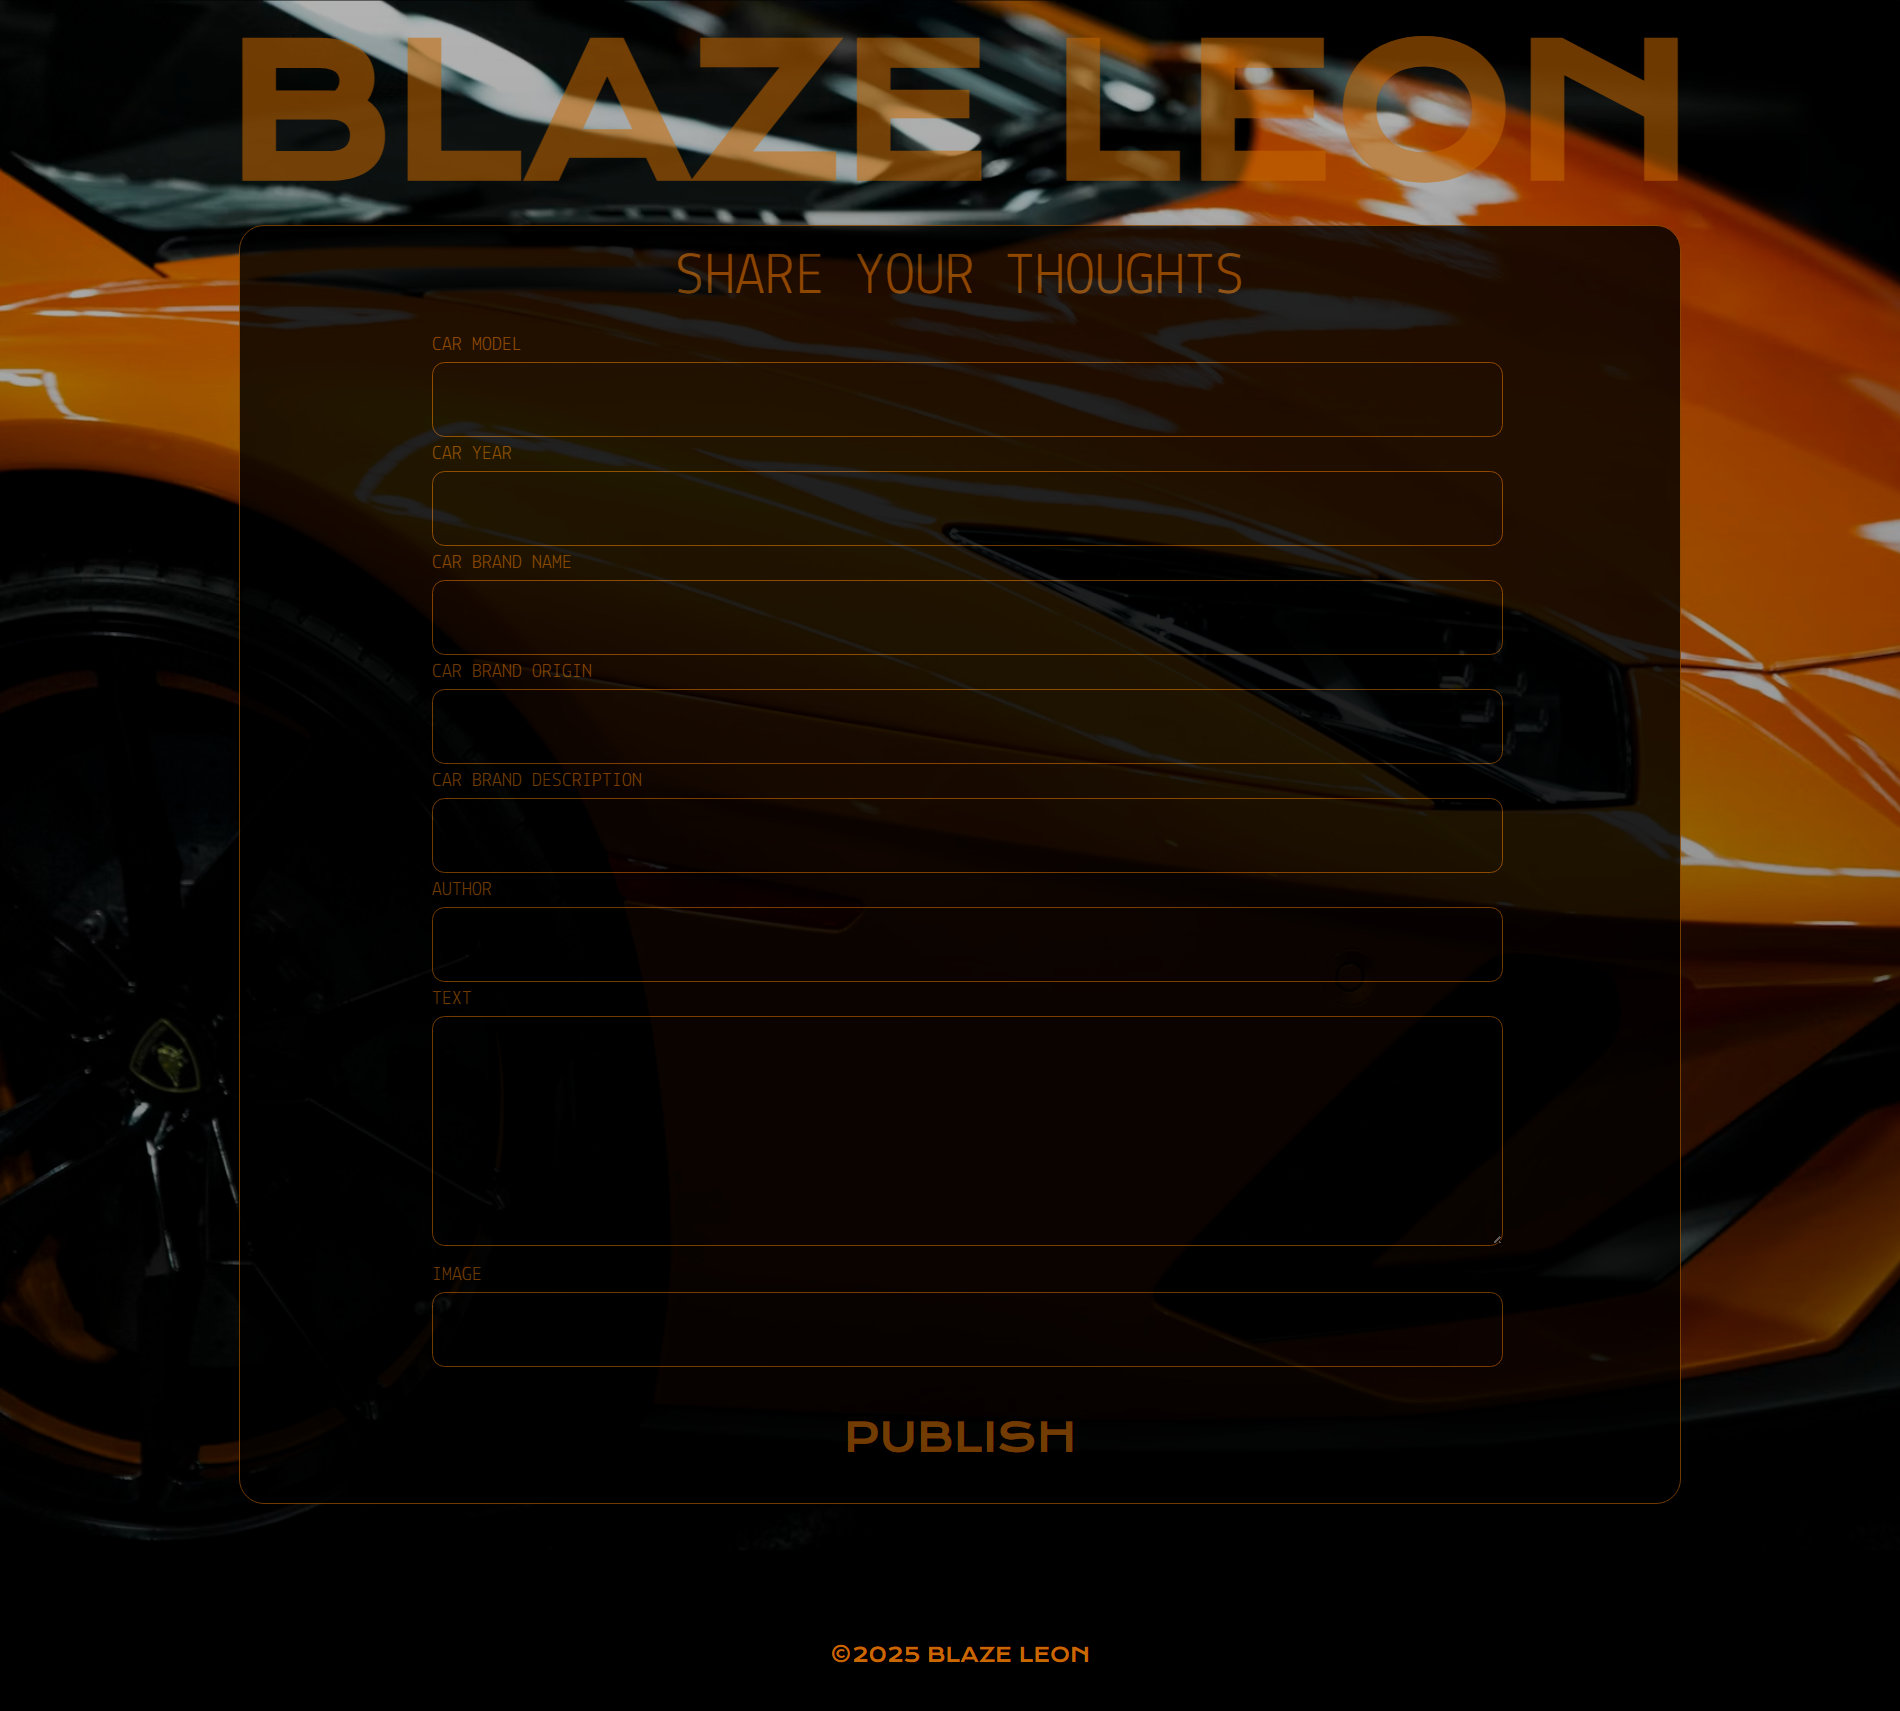 BLAZE LEON
SHARE YOUR THOUGHTS
CAR MODEL
CAR YEAR
CAR BRAND NAME
CAR BRAND ORIGIN
CAR BRAND DESCRIPTION
AUTHOR
TEXT
IMAGE
PUBLISH
©2025 BLAZE LEON